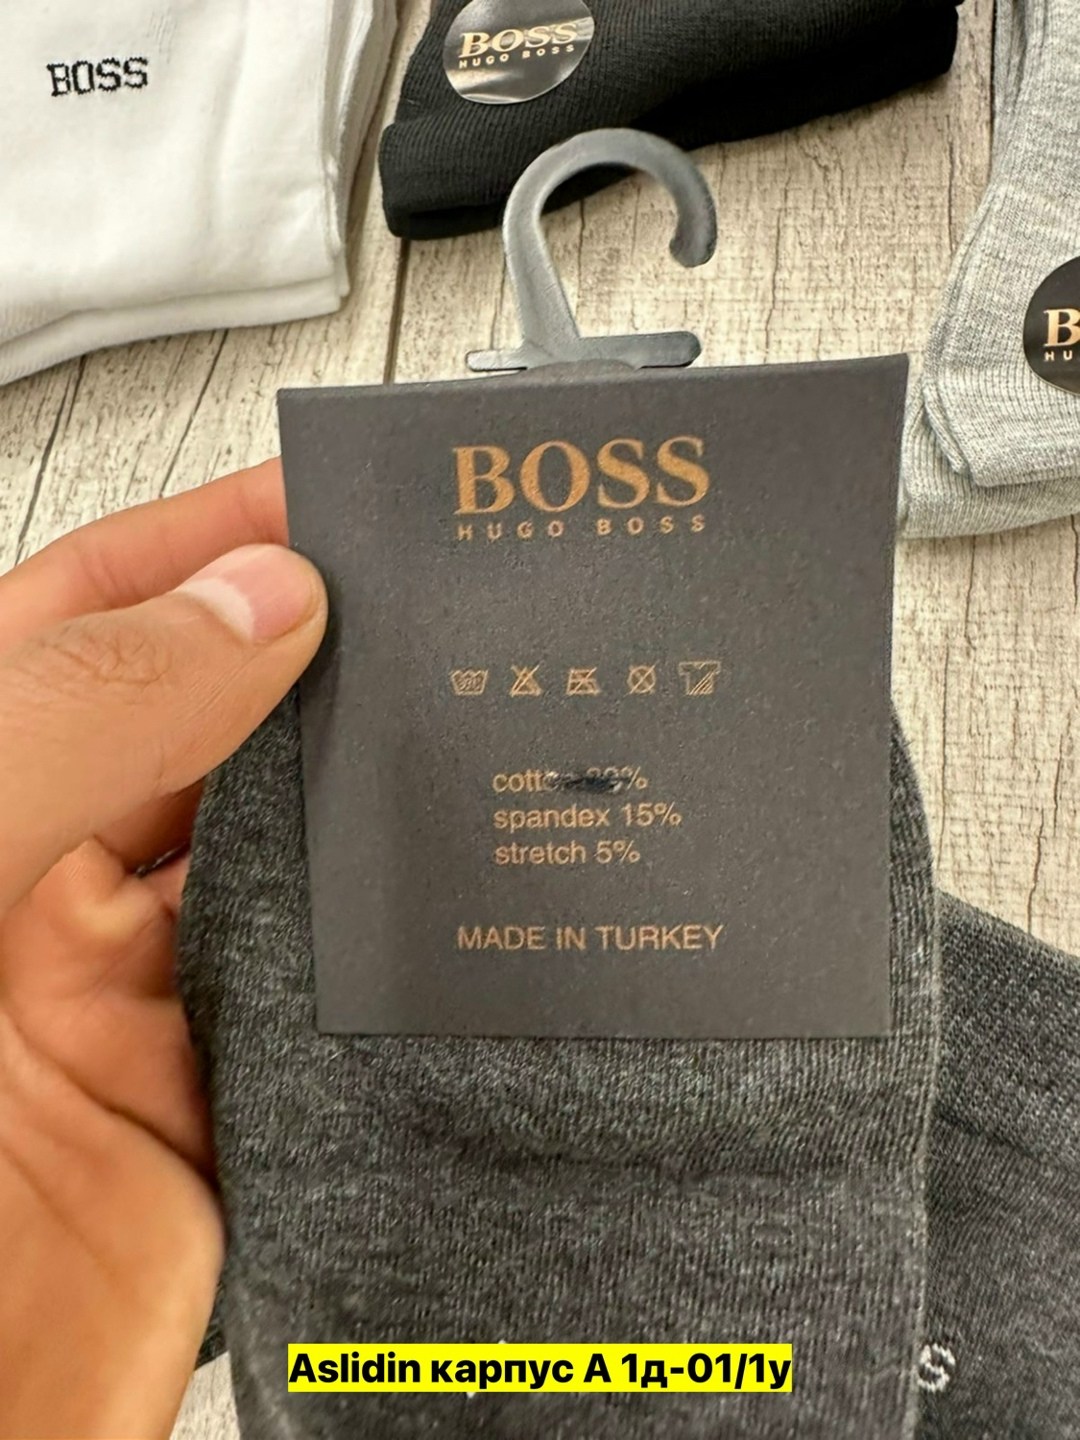 BOSS
BOSS
HUGO BOSS
BOSS
HUGO BOSS
spandex 15%
stretch 5%
MADE IN TURKEY
Aslidin карпус А 1д-01/1у